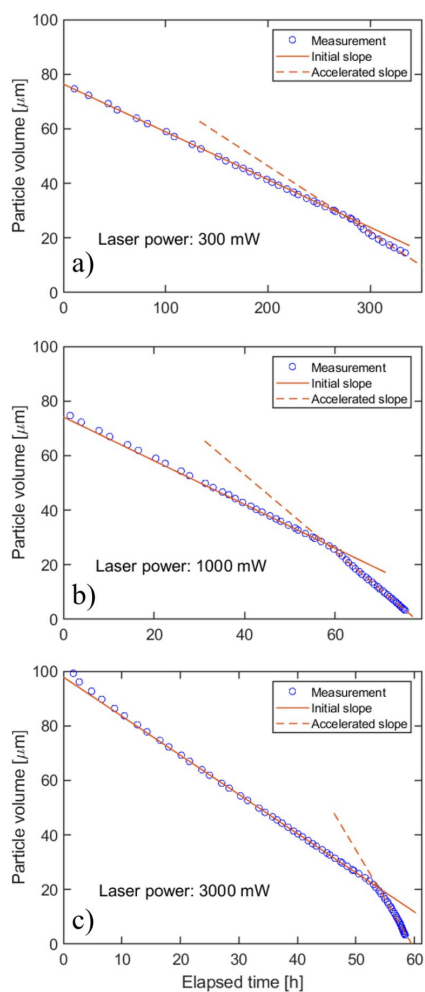 100
80
60
40
20
0
Particle volume [μm]
Measurement
Initial slope
Accelerated slope
Laser power: 300 mW
a)
0 100 200 300
100
80
60
40
20
0
Particle volume [μm]
Measurement
Initial slope
Accelerated slope
Laser power: 1000 mW
b)
0 20 40 60
100
80
60
40
20
0
Particle volume [μm]
Measurement
Initial slope
Accelerated slope
Laser power: 3000 mW
c)
0 10 20 30 40 50 60
Elapsed time [h]